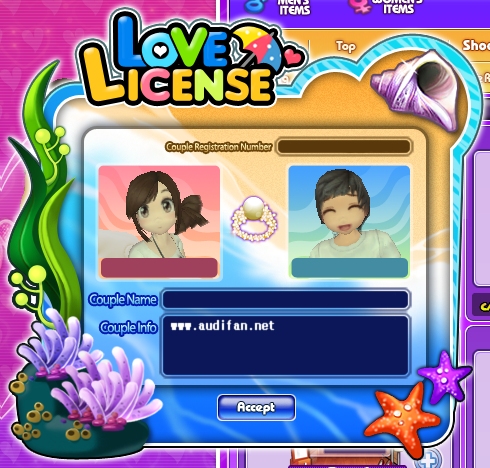 MEN'S
ITEMS
WOMEN'S
ITEMS
LOVE
LICENSE
Top
Couple Registration Number
Couple Name
Couple Info
www.audifan.net
Accept